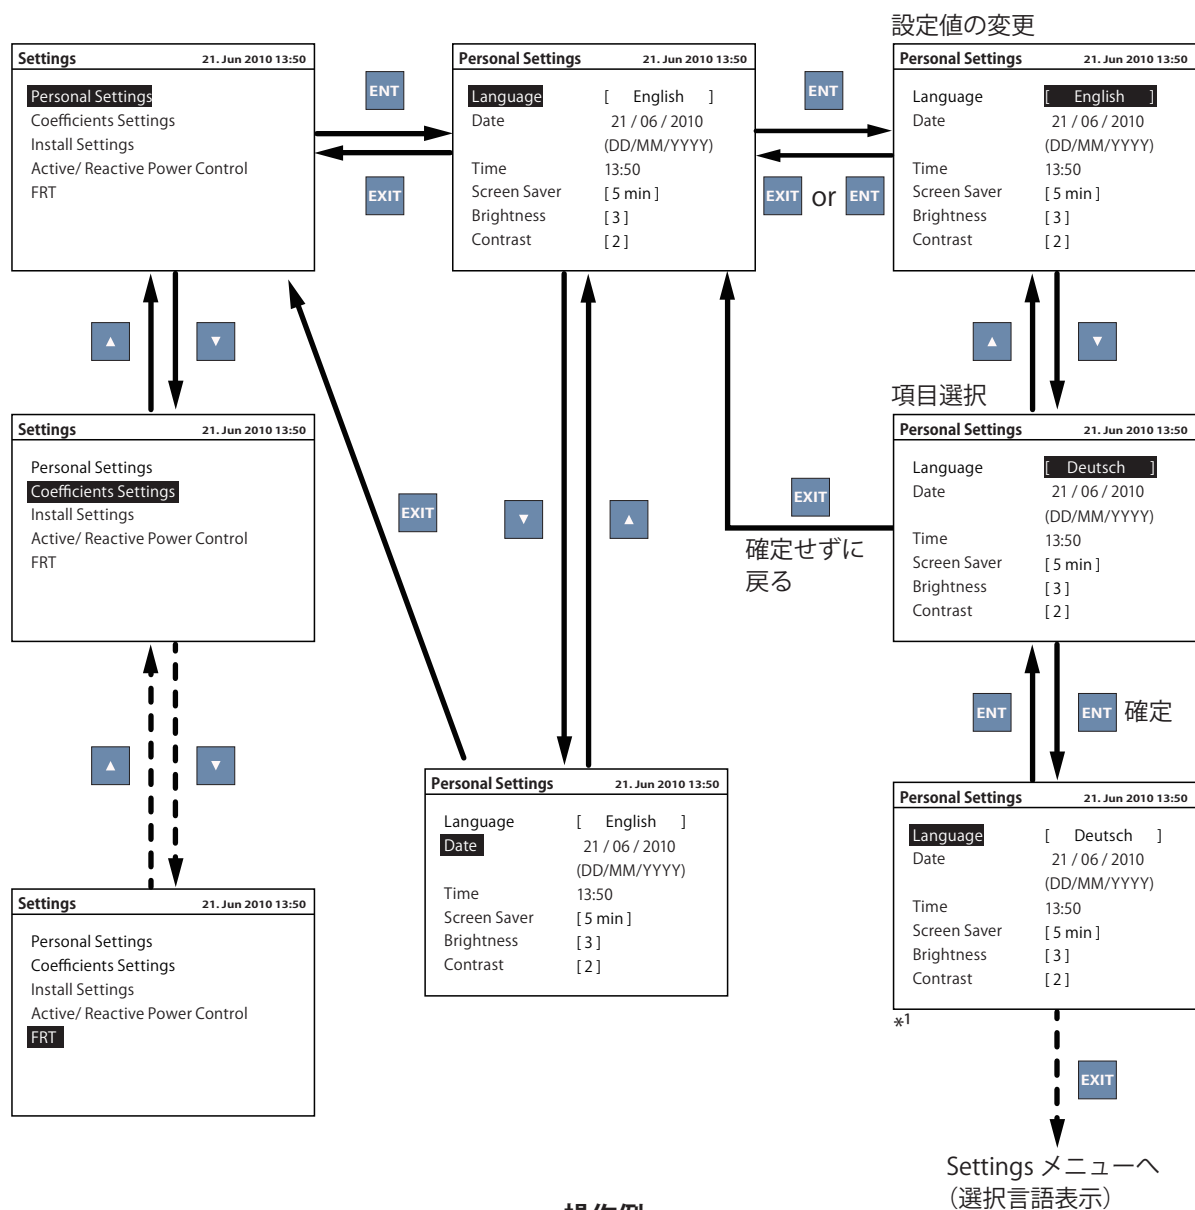 設定値の変更
Settings 21. Jun 2010 13:50
Personal Settings
Coefficients Settings
Install Settings
Active/ Reactive Power Control
FRT
ENT
EXIT
Personal Settings 21. Jun 2010 13:50
Language [ English ]
Date 21 / 06 / 2010
(DD/MM/YYYY)
Time 13:50
Screen Saver [ 5 min ]
Brightness [ 3 ]
Contrast [ 2 ]
ENT
EXIT or ENT
Personal Settings 21. Jun 2010 13:50
Language [ English ]
Date 21 / 06 / 2010
(DD/MM/YYYY)
Time 13:50
Screen Saver [ 5 min ]
Brightness [ 3 ]
Contrast [ 2 ]
▲ ▼
▲ ▼
項目選択
Settings 21. Jun 2010 13:50
Personal Settings
Coefficients Settings
Install Settings
Active/ Reactive Power Control
FRT
EXIT
▼ ▲
EXIT
確定せずに
戻る
Personal Settings 21. Jun 2010 13:50
Language [ Deutsch ]
Date 21 / 06 / 2010
(DD/MM/YYYY)
Time 13:50
Screen Saver [ 5 min ]
Brightness [ 3 ]
Contrast [ 2 ]
▲ ▼
ENT ENT 確定
Settings 21. Jun 2010 13:50
Personal Settings
Coefficients Settings
Install Settings
Active/ Reactive Power Control
FRT
Personal Settings 21. Jun 2010 13:50
Language [ English ]
Date 21 / 06 / 2010
(DD/MM/YYYY)
Time 13:50
Screen Saver [ 5 min ]
Brightness [ 3 ]
Contrast [ 2 ]
Personal Settings 21. Jun 2010 13:50
Language [ Deutsch ]
Date 21 / 06 / 2010
(DD/MM/YYYY)
Time 13:50
Screen Saver [ 5 min ]
Brightness [ 3 ]
Contrast [ 2 ]
*1
EXIT
Settings メニューへ
（選択言語表示）